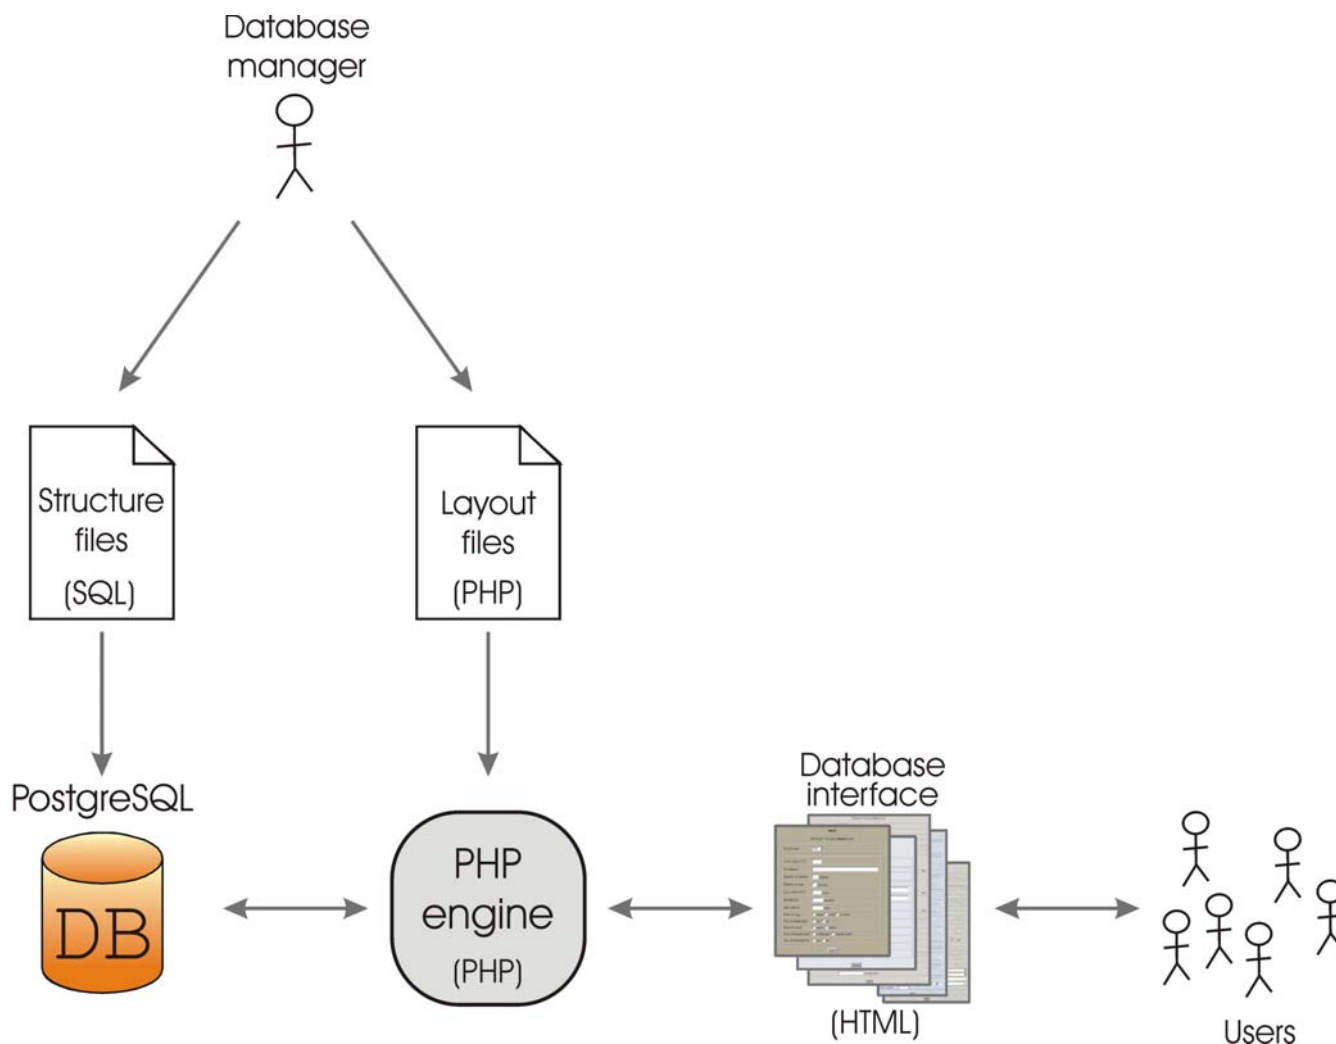 Database
manager
Structure
files
(SQL)
Layout
files
(PHP)
PostgreSQL
DB
PHP
engine
(PHP)
Database
interface
(HTML)
Users